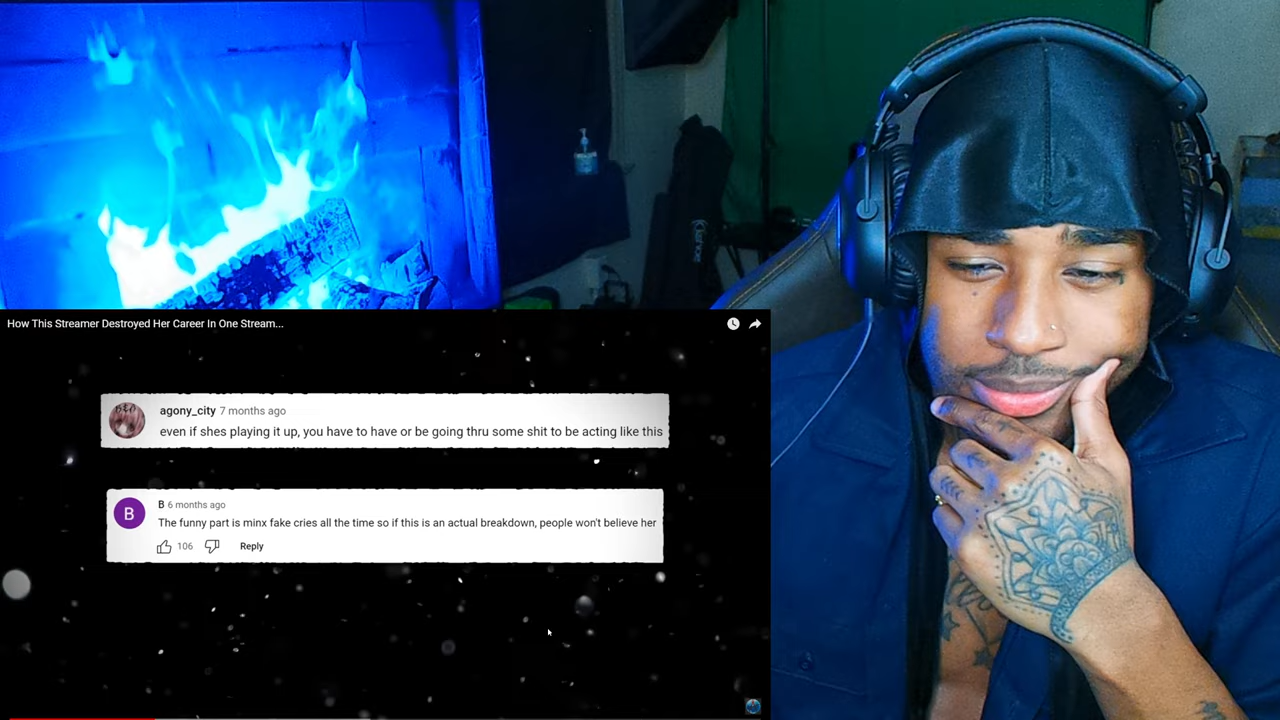 How This Streamer Destroyed Her Career In One Stream...
agony_city 7 months ago
even if shes playing it up, you have to have or be going thru some shit to be acting like this
B
B 6 months ago
The funny part is minx fake cries all the time so if this is an actual breakdown, people won't believe her
106
Reply